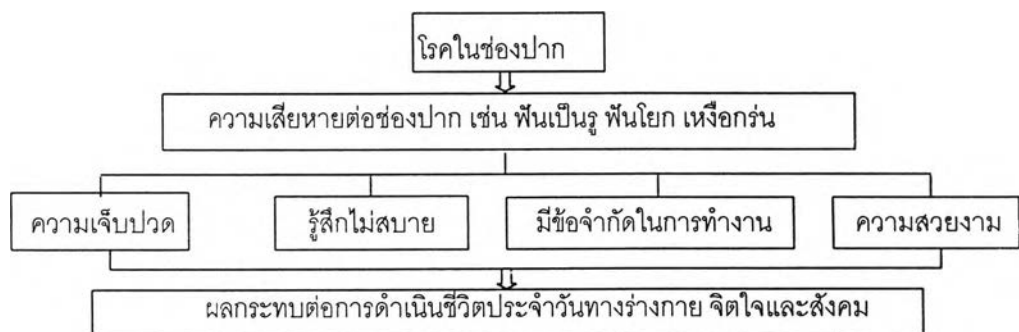 โรคในช่องปาก
ความเสียหายต่อช่องปาก เช่น ฟันเป็นรู ฟันโยก เหงือกร่น
ความเจ็บปวด
รู้สึกไม่สบาย
มีข้อจำกัดในการทำงาน
ความสวยงาม
ผลกระทบต่อการดำเนินชีวิตประจำวันทางร่างกาย จิตใจและสังคม